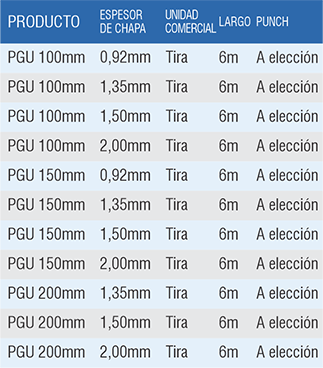 PRODUCTO ESPESOR DE CHAPA UNIDAD COMERCIAL LARGO PUNCH
PGU 100mm 0,92mm Tira 6m A elección
PGU 100mm 1,35mm Tira 6m A elección
PGU 100mm 1,50mm Tira 6m A elección
PGU 100mm 2,00mm Tira 6m A elección
PGU 150mm 0,92mm Tira 6m A elección
PGU 150mm 1,35mm Tira 6m A elección
PGU 150mm 1,50mm Tira 6m A elección
PGU 150mm 2,00mm Tira 6m A elección
PGU 200mm 1,35mm Tira 6m A elección
PGU 200mm 1,50mm Tira 6m A elección
PGU 200mm 2,00mm Tira 6m A elección